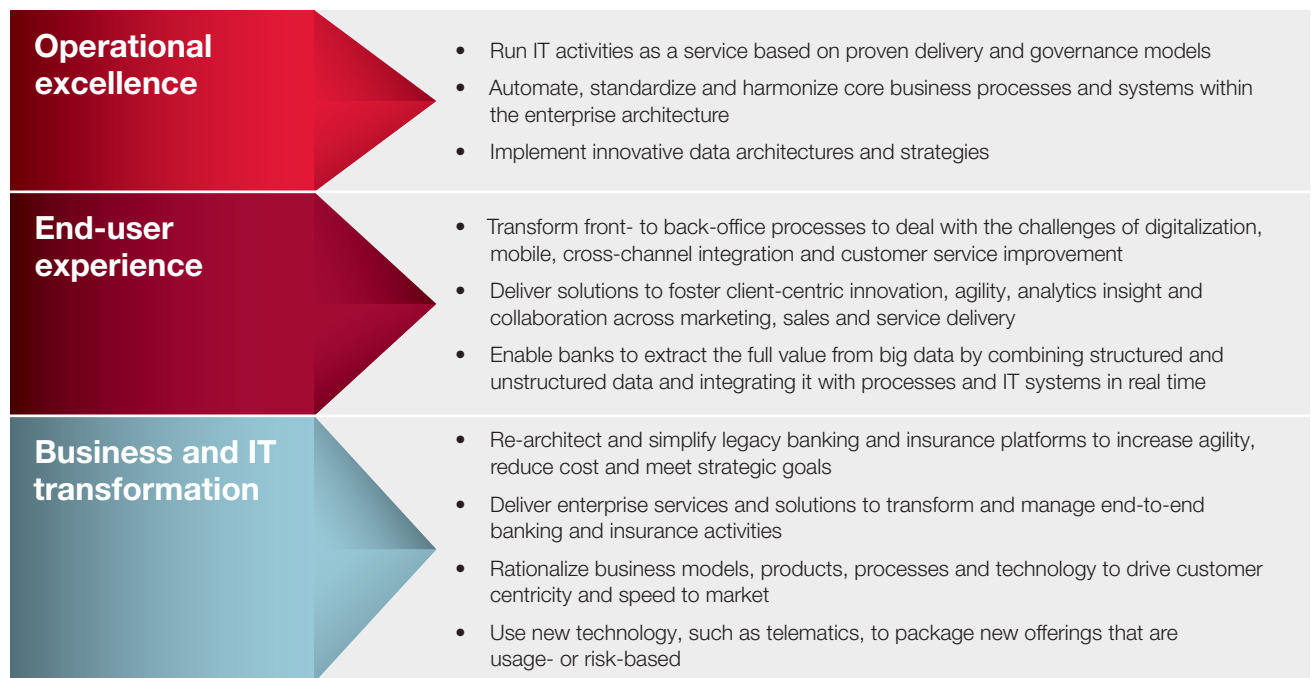 Operational
excellence
• Run IT activities as a service based on proven delivery and governance models
• Automate, standardize and harmonize core business processes and systems within
the enterprise architecture
• Implement innovative data architectures and strategies
End-user
experience
• Transform front- to back-office processes to deal with the challenges of digitalization,
mobile, cross-channel integration and customer service improvement
• Deliver solutions to foster client-centric innovation, agility, analytics insight and
collaboration across marketing, sales and service delivery
• Enable banks to extract the full value from big data by combining structured and
unstructured data and integrating it with processes and IT systems in real time
Business and IT
transformation
• Re-architect and simplify legacy banking and insurance platforms to increase agility,
reduce cost and meet strategic goals
• Deliver enterprise services and solutions to transform and manage end-to-end
banking and insurance activities
• Rationalize business models, products, processes and technology to drive customer
centricity and speed to market
• Use new technology, such as telematics, to package new offerings that are
usage- or risk-based